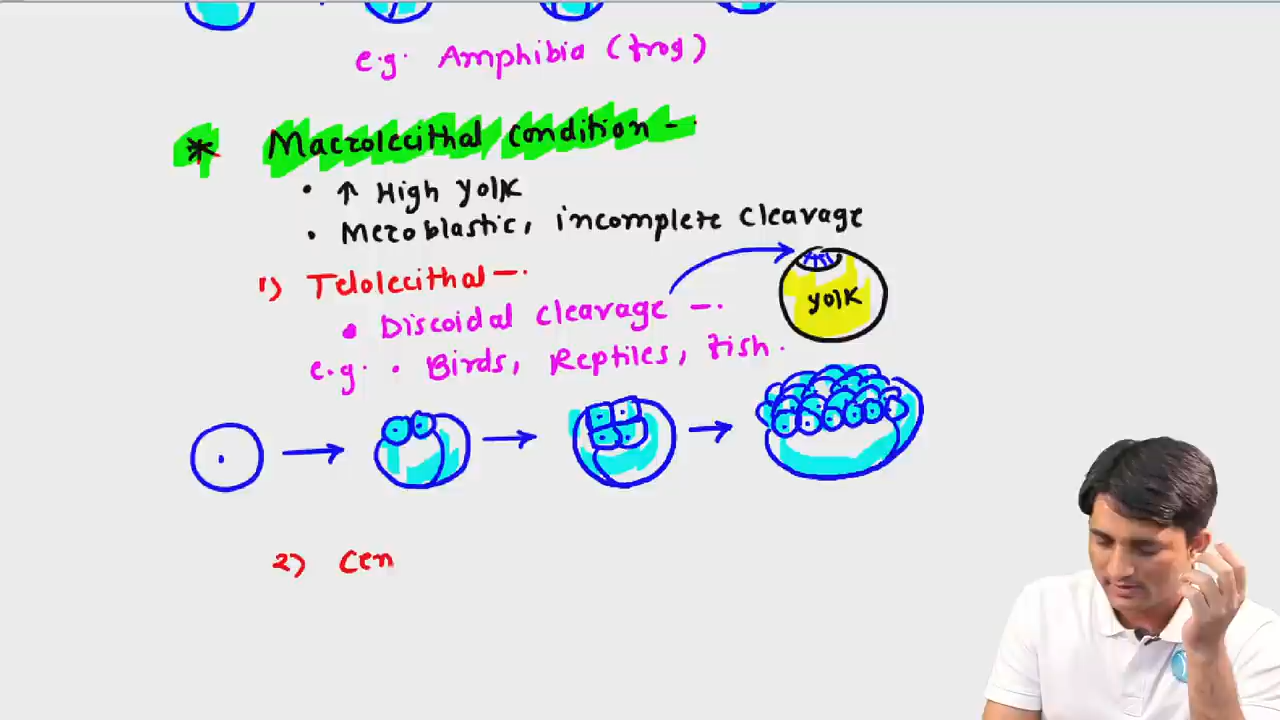 e.g. Amphibia (frog)
* Macrolecithal condition -.
• ↑ High yolk
• Meroblastic, incomplete cleavage
1) Telolecithal -.
• Discoidal cleavage -.
yolk
e.g. • Birds, Reptiles, Fish.
2) Cen